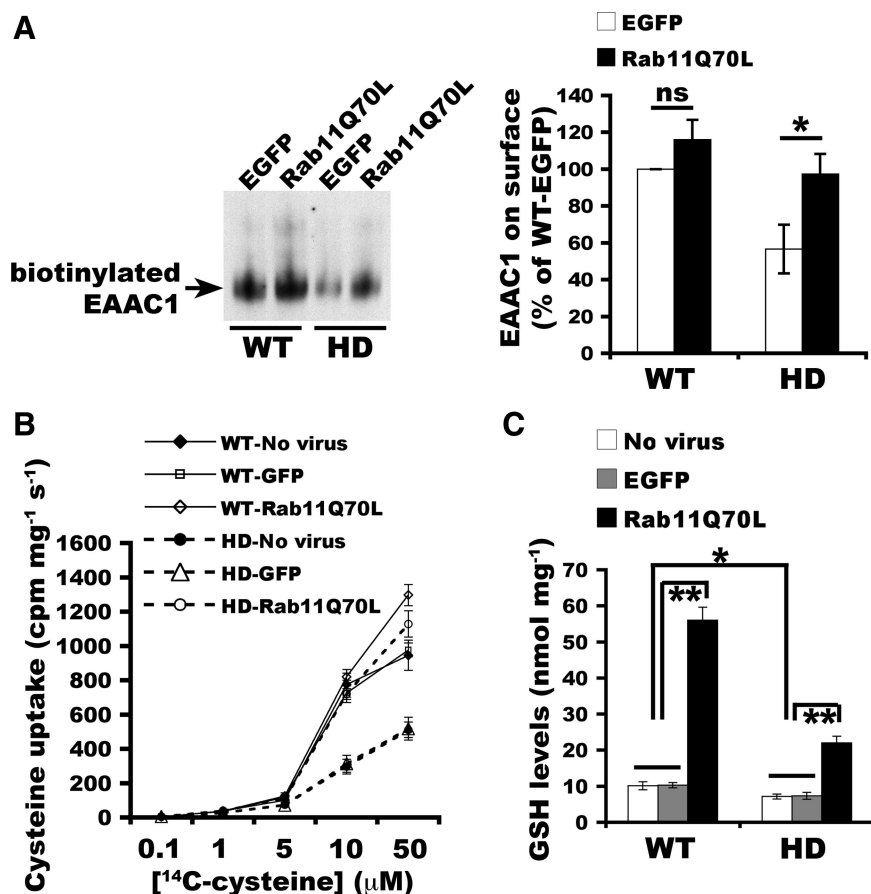 A
EGFP
Rab11Q70L
EGFP
Rab11Q70L
biotinylated
EAAC1
WT
HD
EGFP
Rab11Q70L
EAAC1 on surface
(% of WT-EGFP)
140
120
100
80
60
40
20
0
ns
*
WT
HD
B
WT-No virus
WT-GFP
WT-Rab11Q70L
HD-No virus
HD-GFP
HD-Rab11Q70L
Cysteine uptake (cpm mg⁻¹ s⁻¹)
1600
1400
1200
1000
800
600
400
200
0
0.1 1 5 10 50
[¹⁴C-cysteine] (μM)
C
No virus
EGFP
Rab11Q70L
GSH levels (nmol mg⁻¹)
70
60
50
40
30
20
10
0
*
**
**
WT
HD